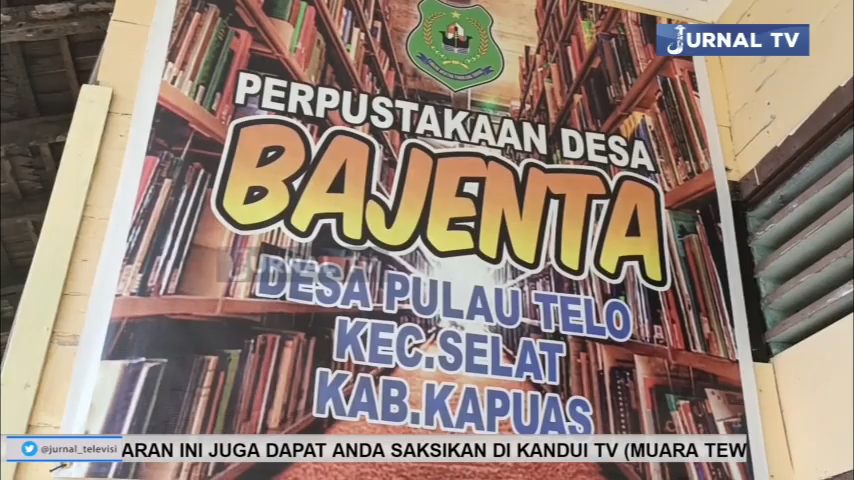 JURNAL TV
PERPUSTAKAAN DESA
BAJENTA
DESA PULAU TELO
KEC.SELAT
KAB.KAPUAS
@jurnal_televisi
ARAN INI JUGA DAPAT ANDA SAKSIKAN DI KANDUI TV (MUARA TEW